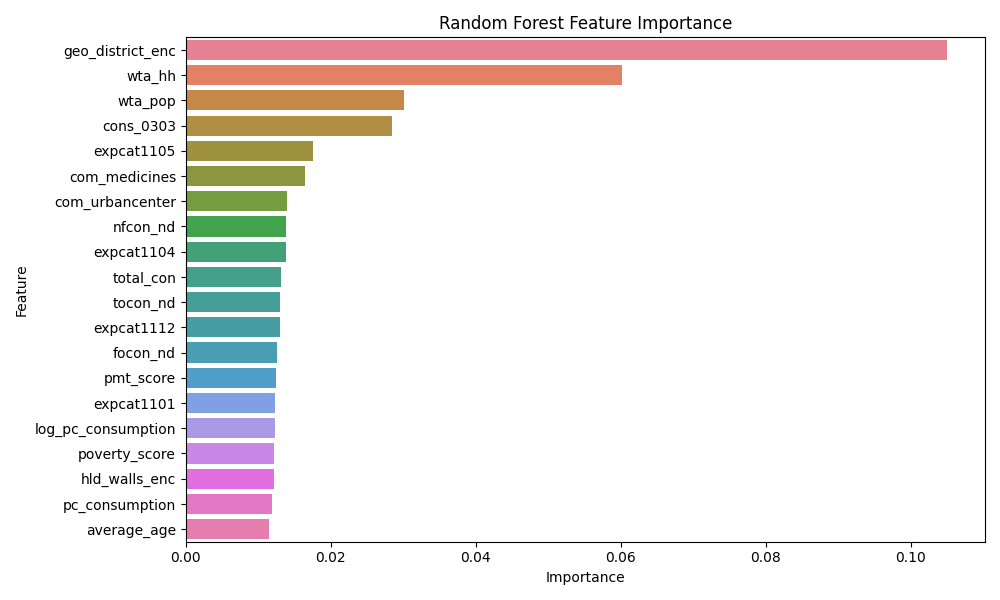 Random Forest Feature Importance
geo_district_enc
wta_hh
wta_pop
cons_0303
expcat1105
com_medicines
com_urbancenter
nfcon_nd
expcat1104
total_con
tocon_nd
expcat1112
focon_nd
pmt_score
expcat1101
log_pc_consumption
poverty_score
hld_walls_enc
pc_consumption
average_age
Feature
0.00 0.02 0.04 0.06 0.08 0.10
Importance